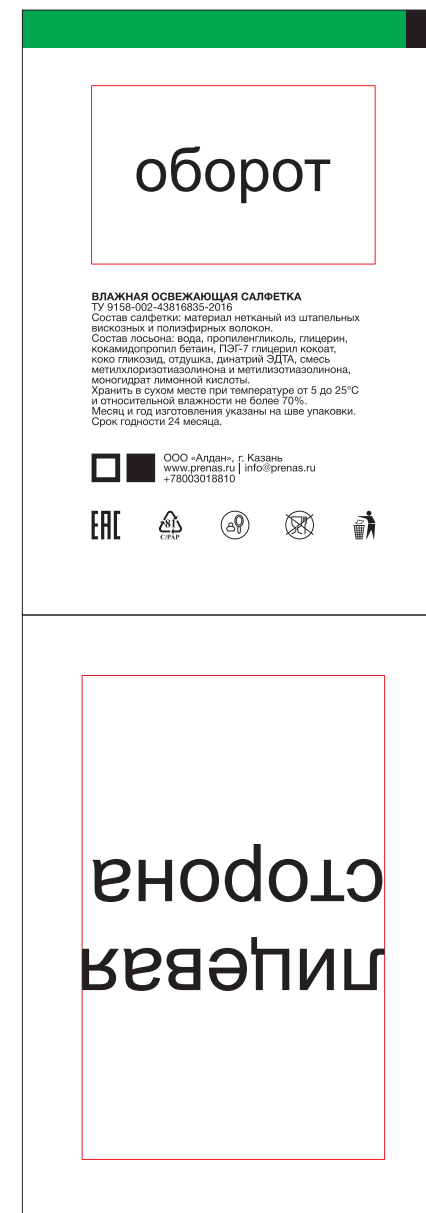 оборот
ВЛАЖНАЯ ОСВЕЖАЮЩАЯ САЛФЕТКА
ТУ 9158-002-43816835-2016
Состав салфетки: материал нетканый из штапельных
вискозных и полиэфирных волокон.
Состав лосьона: вода, пропиленгликоль, глицерин,
кокамидопропил бетаин, ПЭГ-7 глицерил кокоат,
коко гликозид, отдушка, динатрий ЭДТА, смесь
метилхлоризотиазолинона и метилизотиазолинона,
моногидрат лимонной кислоты.
Хранить в сухом месте при температуре от 5 до 25°С
и относительной влажности не более 70%.
Месяц и год изготовления указаны на шве упаковки.
Срок годности 24 месяца.
ООО «Алдан», г. Казань
www.prenas.ru | info@prenas.ru
+78003018810
EAC
81
C/PAP
лицевая
сторона